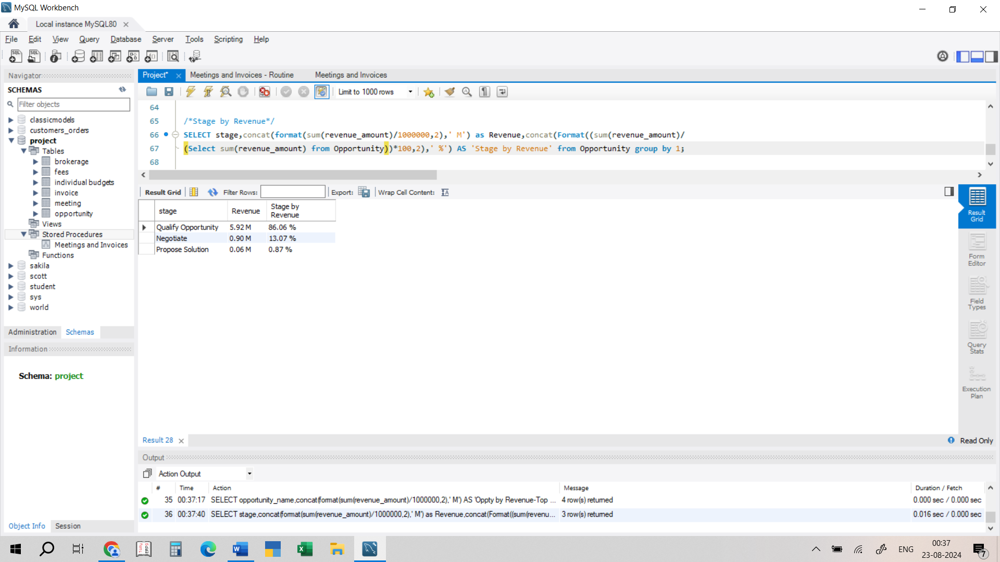 MySQL Workbench
Local instance MySQL80
File Edit View Query Database Server Tools Scripting Help
Navigator
SCHEMAS
Filter objects
classicmodels
customers_orders
project
Tables
brokerage
fees
individual budgets
invoice
meeting
opportunity
Views
Stored Procedures
Meetings and Invoices
Functions
sakila
scott
student
sys
world
Administration Schemas
Information
Schema: project
Object Info Session
Project* Meetings and Invoices - Routine Meetings and Invoices
Limit to 1000 rows
64
65 /*Stage by Revenue*/
66 SELECT stage,concat(format(sum(revenue_amount)/1000000,2),' M') as Revenue,concat(Format((sum(revenue_amount)/
67 (Select sum(revenue_amount) from Opportunity))*100,2),' %') AS 'Stage by Revenue' from Opportunity group by 1;
68
Result Grid Filter Rows: Export: Wrap Cell Content:
stage Revenue Stage by Revenue
Qualify Opportunity 5.92 M 86.06 %
Negotiate 0.90 M 13.07 %
Propose Solution 0.06 M 0.87 %
Result Grid
Form Editor
Field Types
Query Stats
Execution Plan
Result 28 Read Only
Output
Action Output
# Time Action Message Duration / Fetch
35 00:37:17 SELECT opportunity_name,concat(format(sum(revenue_amount)/1000000,2),' M') AS 'Oppty by Revenue-Top ... 4 row(s) returned 0.000 sec / 0.000 sec
36 00:37:40 SELECT stage,concat(format(sum(revenue_amount)/1000000,2),' M') as Revenue,concat(Format((sum(revenu... 3 row(s) returned 0.016 sec / 0.000 sec
ENG
00:37
23-08-2024
7